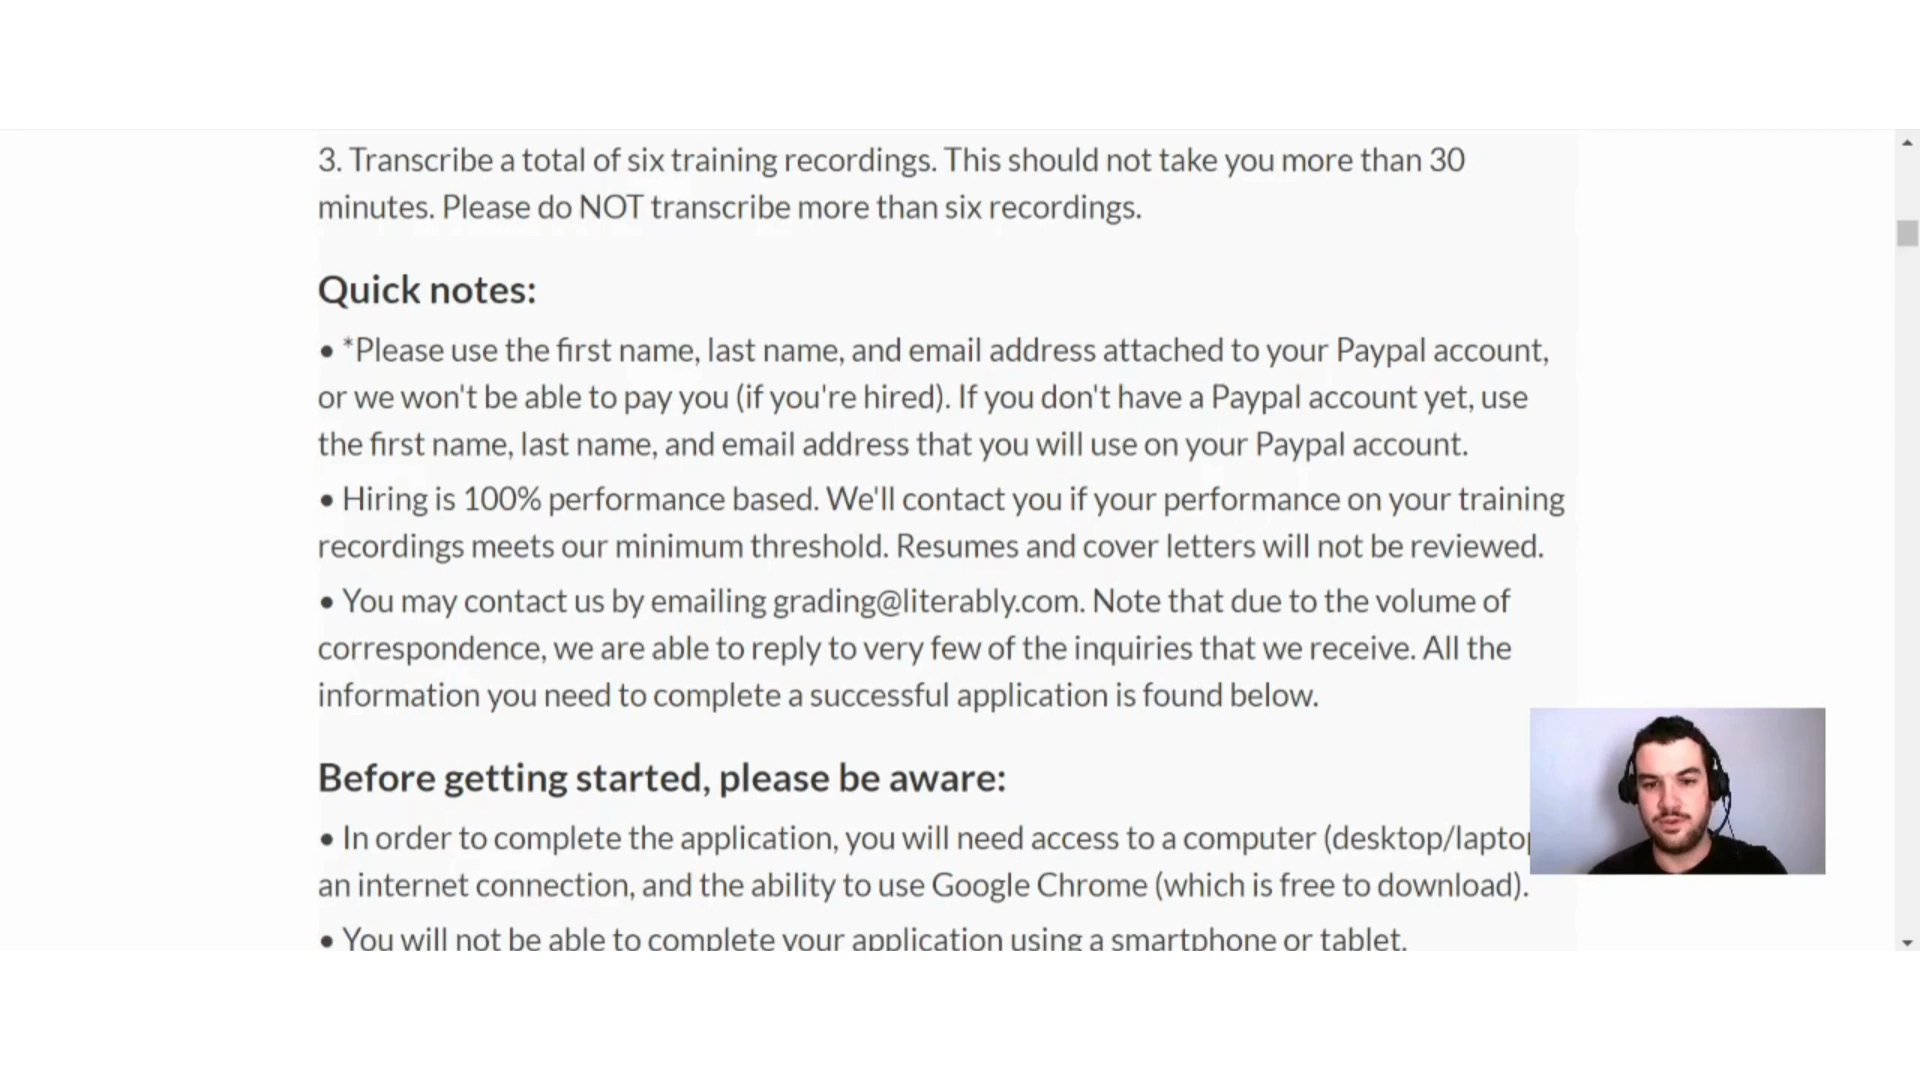 3. Transcribe a total of six training recordings. This should not take you more than 30
minutes. Please do NOT transcribe more than six recordings.
Quick notes:
• *Please use the first name, last name, and email address attached to your Paypal account,
or we won't be able to pay you (if you're hired). If you don't have a Paypal account yet, use
the first name, last name, and email address that you will use on your Paypal account.
• Hiring is 100% performance based. We'll contact you if your performance on your training
recordings meets our minimum threshold. Resumes and cover letters will not be reviewed.
• You may contact us by emailing grading@literably.com. Note that due to the volume of
correspondence, we are able to reply to very few of the inquiries that we receive. All the
information you need to complete a successful application is found below.
Before getting started, please be aware:
• In order to complete the application, you will need access to a computer (desktop/laptop
an internet connection, and the ability to use Google Chrome (which is free to download).
• You will not be able to complete your application using a smartphone or tablet.